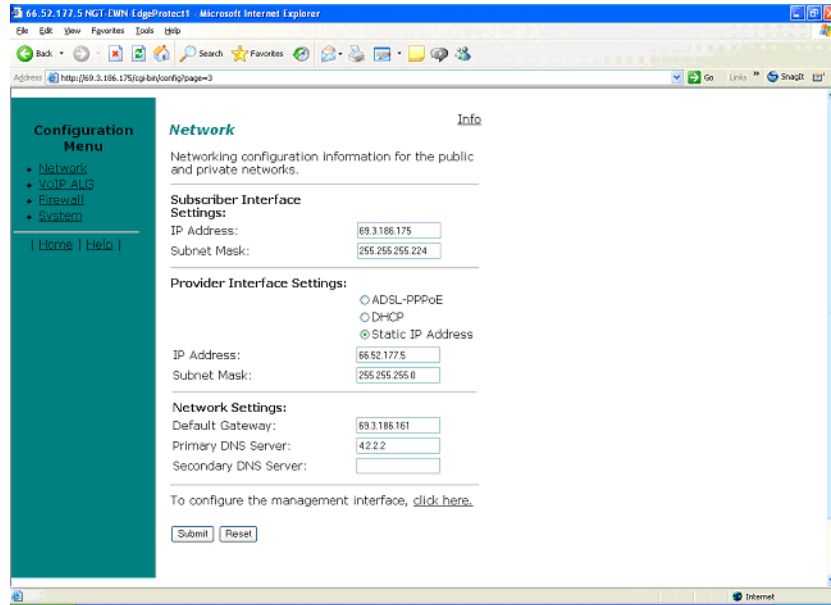 66.52.177.5 NGT-EWN-EdgeProtect1 - Microsoft Internet Explorer
File Edit View Favorites Tools Help
Back Search Favorites
Address http://69.3.186.175/cgi-bin/config?page=3 Go Links » SnagIt
Configuration
Menu
Network
VoIP ALG
Firewall
System
| Home | Help |
Info
Network
Networking configuration information for the public
and private networks.
Subscriber Interface
Settings:
IP Address: 69.3.186.175
Subnet Mask: 255.255.255.224
Provider Interface Settings:
ADSL-PPPoE
DHCP
Static IP Address
IP Address: 66.52.177.5
Subnet Mask: 255.255.255.0
Network Settings:
Default Gateway: 69.3.186.161
Primary DNS Server: 4.2.2.2
Secondary DNS Server:
To configure the management interface, click here.
Submit Reset
Internet